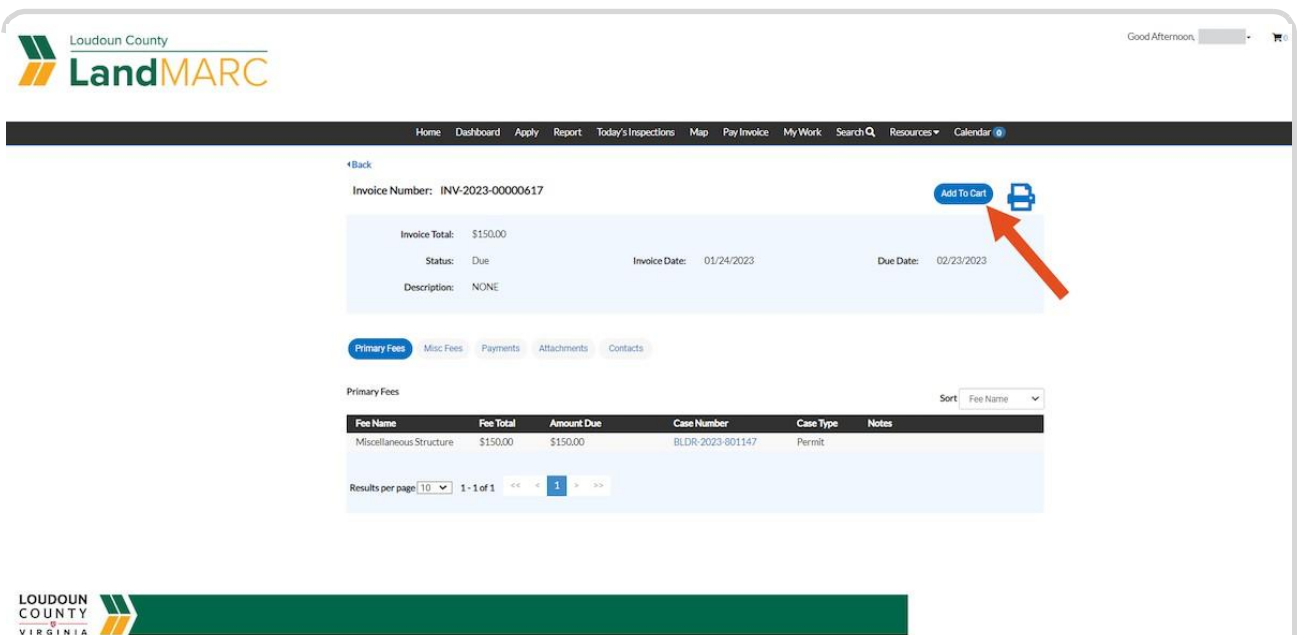 Loudoun County
LandMARC
Good Afternoon,
0
Home Dashboard Apply Report Today's Inspections Map Pay Invoice My Work Search Resources Calendar 0
Back
Invoice Number: INV-2023-00000617
Add To Cart
Invoice Total: $150.00
Status: Due Invoice Date: 01/24/2023 Due Date: 02/23/2023
Description: NONE
Primary Fees Misc Fees Payments Attachments Contacts
Primary Fees
Sort Fee Name
Fee Name Fee Total Amount Due Case Number Case Type Notes
Miscellaneous Structure $150.00 $150.00 BLDR-2023-801147 Permit
Results per page 10 1 - 1 of 1 << < 1 > >>
LOUDOUN
COUNTY
VIRGINIA